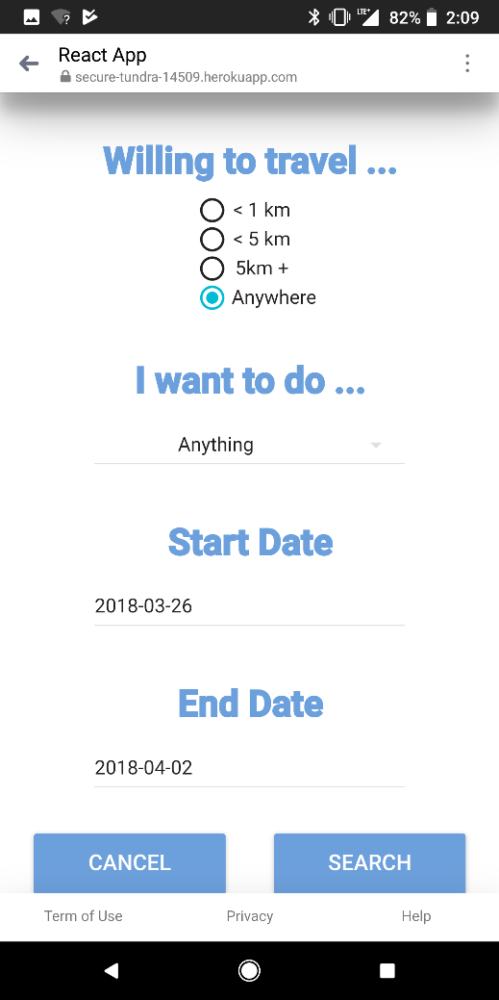 LTE+ 82% 2:09
React App
secure-tundra-14509.herokuapp.com
Willing to travel ...
< 1 km
< 5 km
5km +
Anywhere
I want to do ...
Anything
Start Date
2018-03-26
End Date
2018-04-02
CANCEL SEARCH
Term of Use Privacy Help